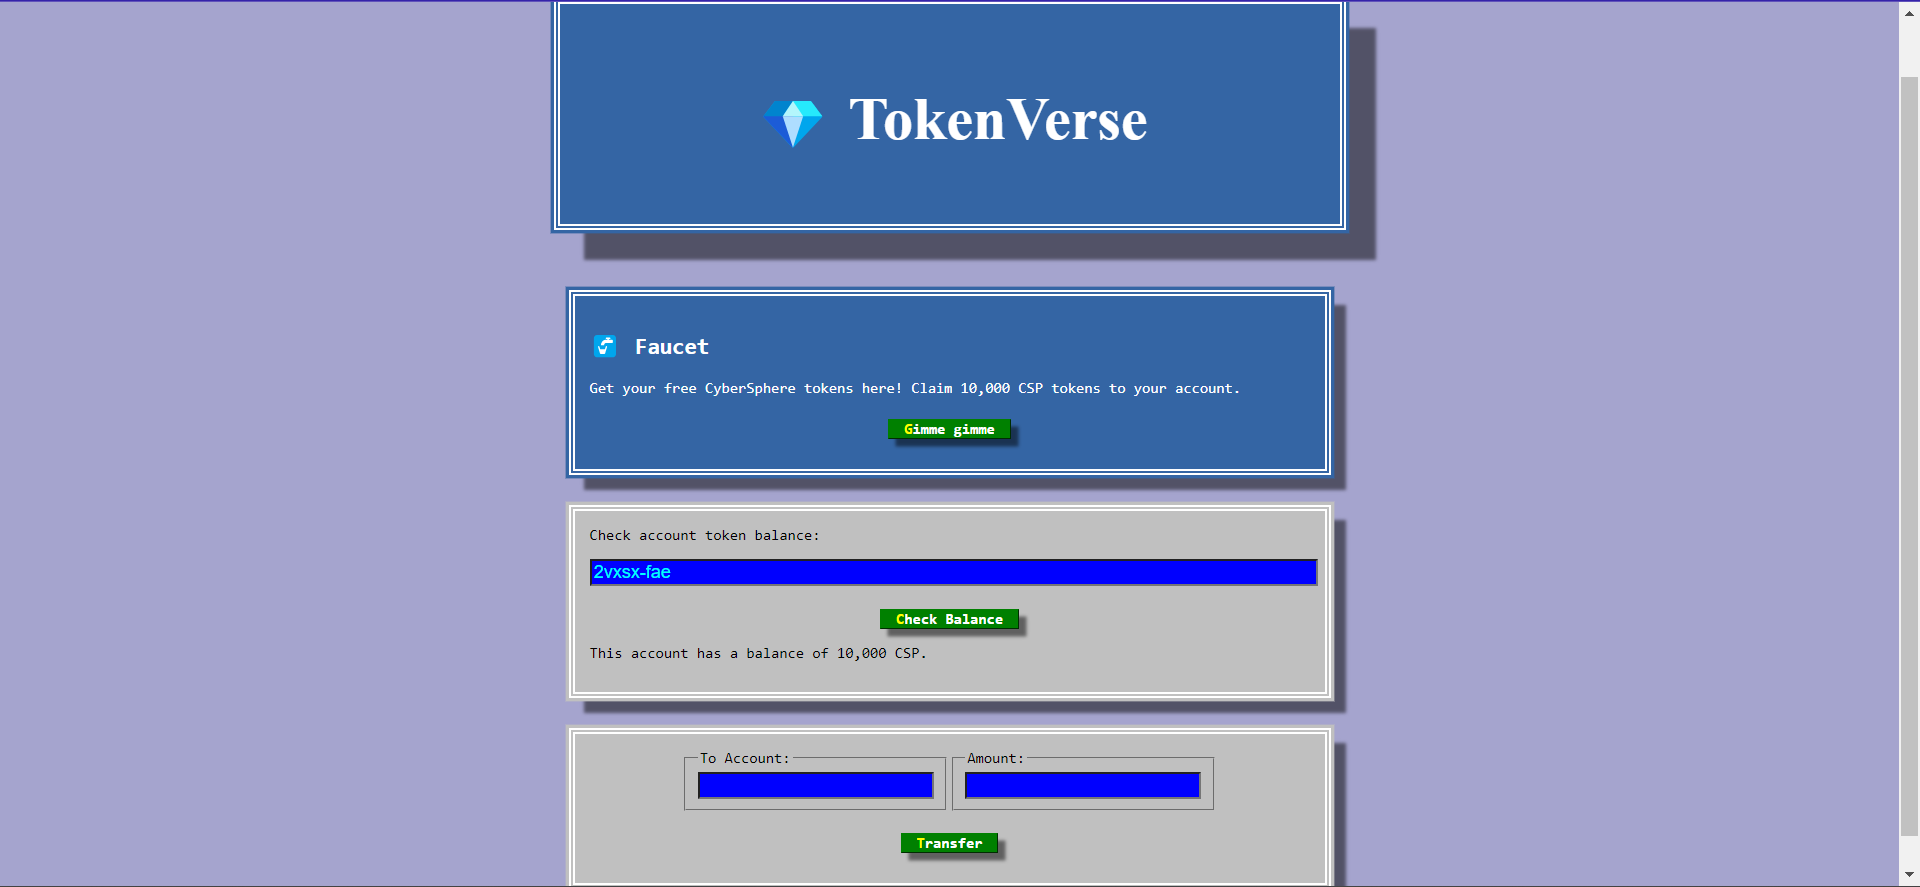 TokenVerse
Faucet
Get your free CyberSphere tokens here! Claim 10,000 CSP tokens to your account.
Gimme gimme
Check account token balance:
2vxsx-fae
Check Balance
This account has a balance of 10,000 CSP.
To Account:
Amount:
Transfer